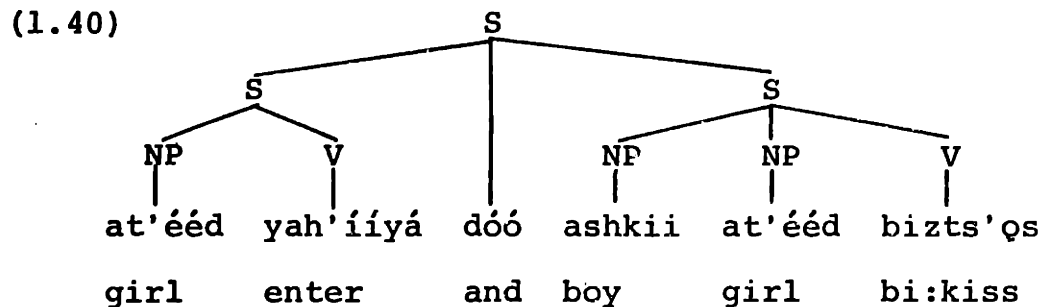 (1.40) S
S S
NP V NP NP V
at'ééd yah'ííyá dóó ashkii at'ééd bizts'ǫs
girl enter and boy girl bi:kiss